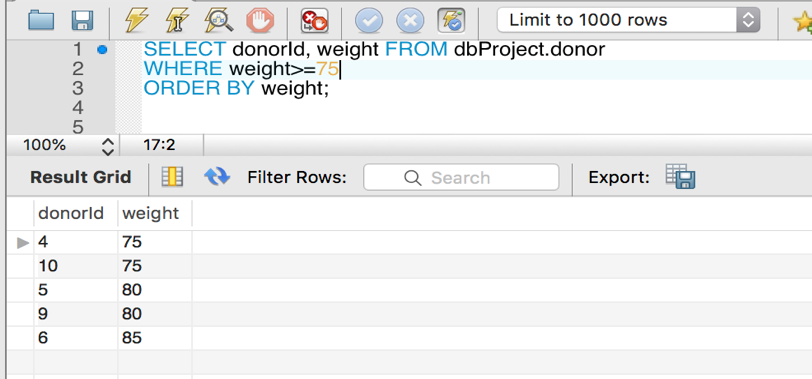 Limit to 1000 rows
1 SELECT donorId, weight FROM dbProject.donor
2 WHERE weight>=75
3 ORDER BY weight;
4
5
100% 17:2
Result Grid Filter Rows: Search Export:
donorId weight
4 75
10 75
5 80
9 80
6 85